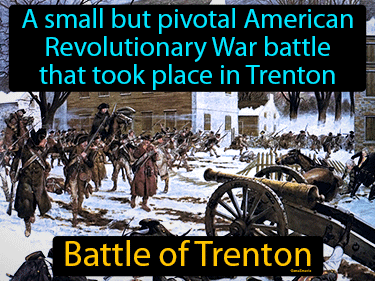 A small but pivotal American
Revolutionary War battle
that took place in Trenton
Battle of Trenton